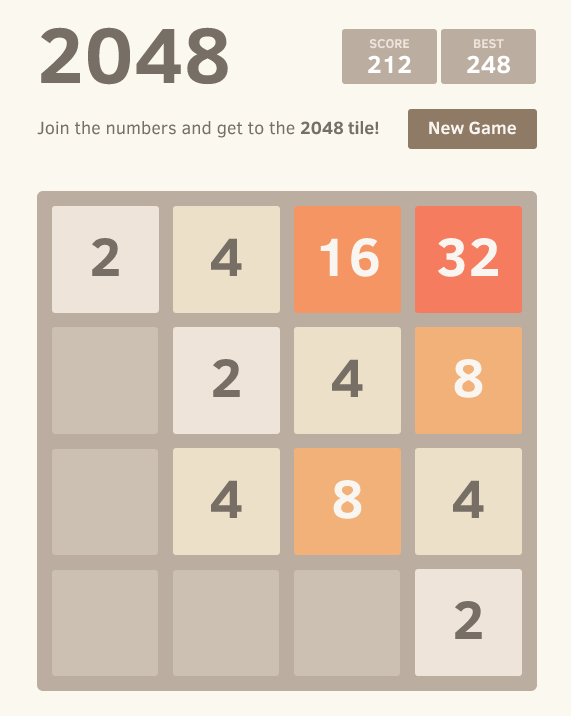 2048
SCORE BEST
212 248
Join the numbers and get to the 2048 tile!
New Game
2 4 16 32
2 4 8
4 8 4
2